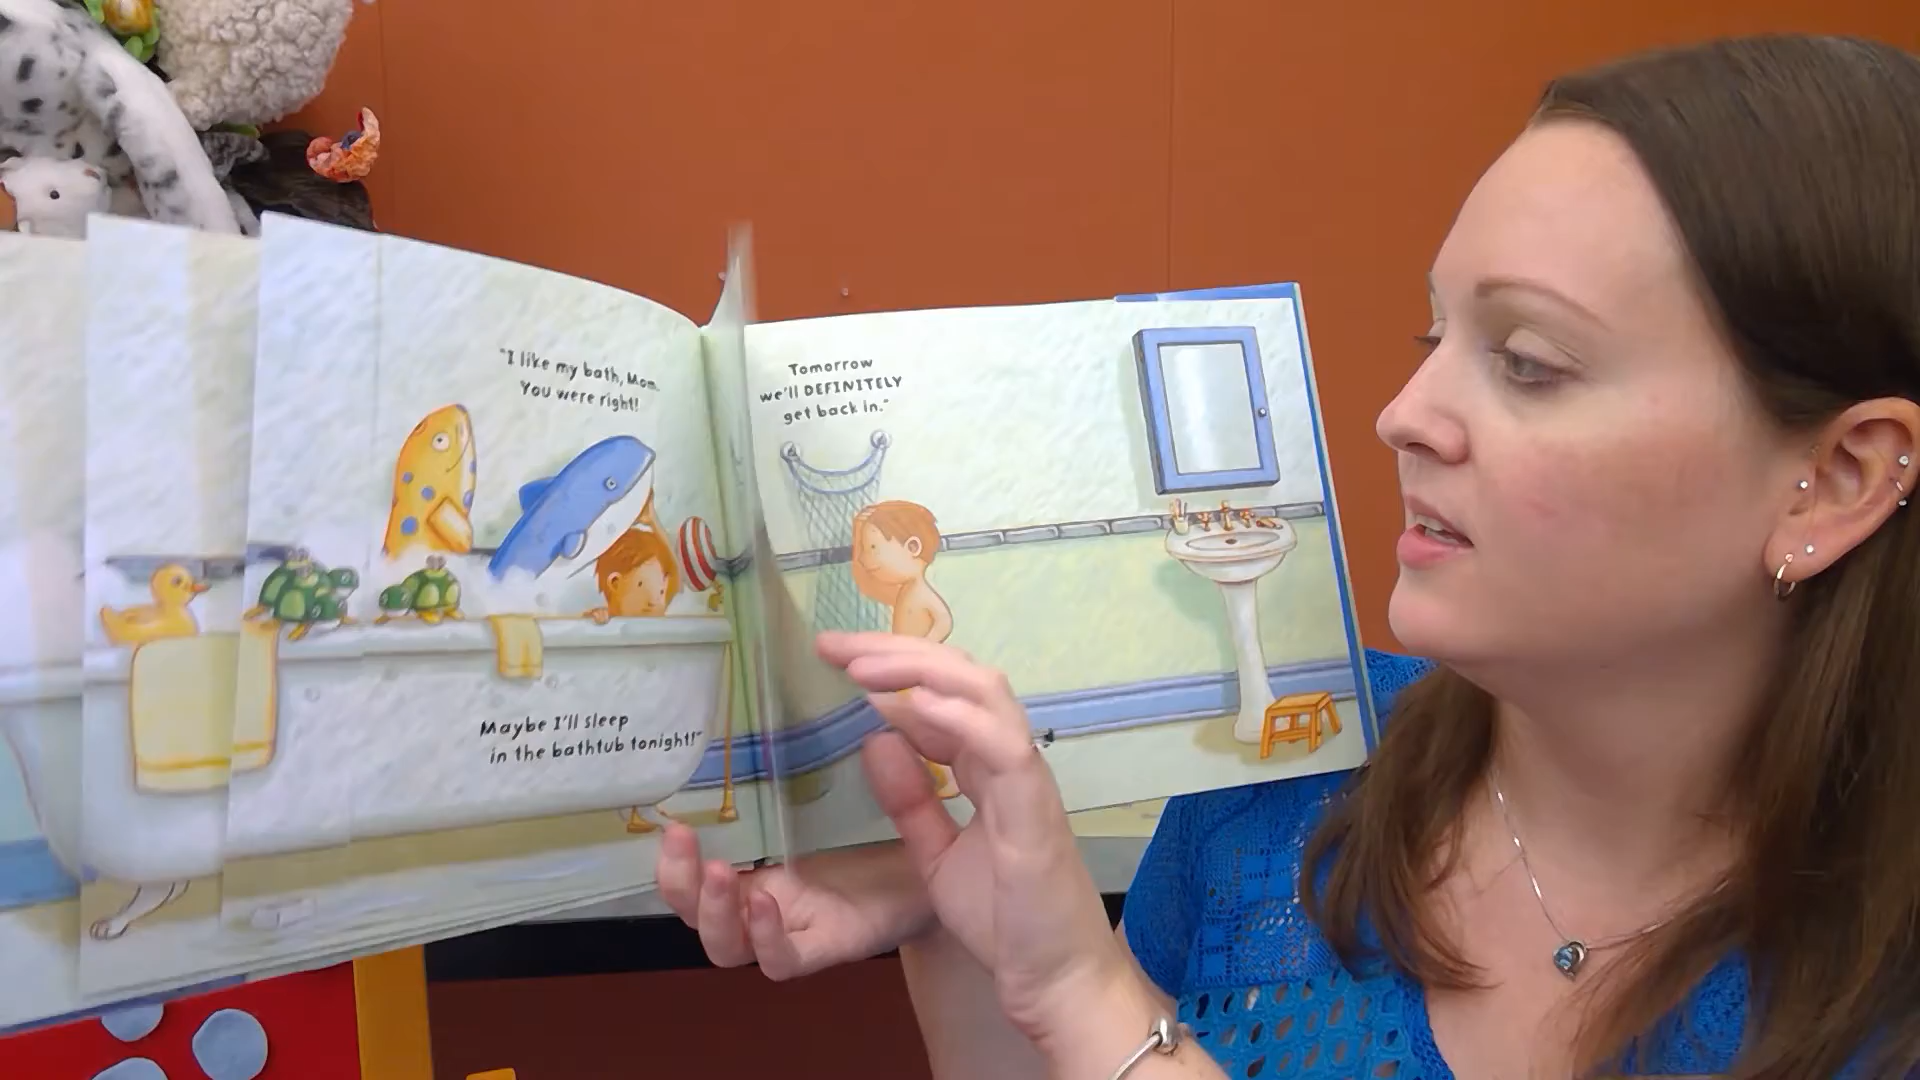 "I like my bath, Mom.
You were right!
Maybe I'll sleep
in the bathtub tonight!"
Tomorrow
we'll DEFINITELY
get back in."